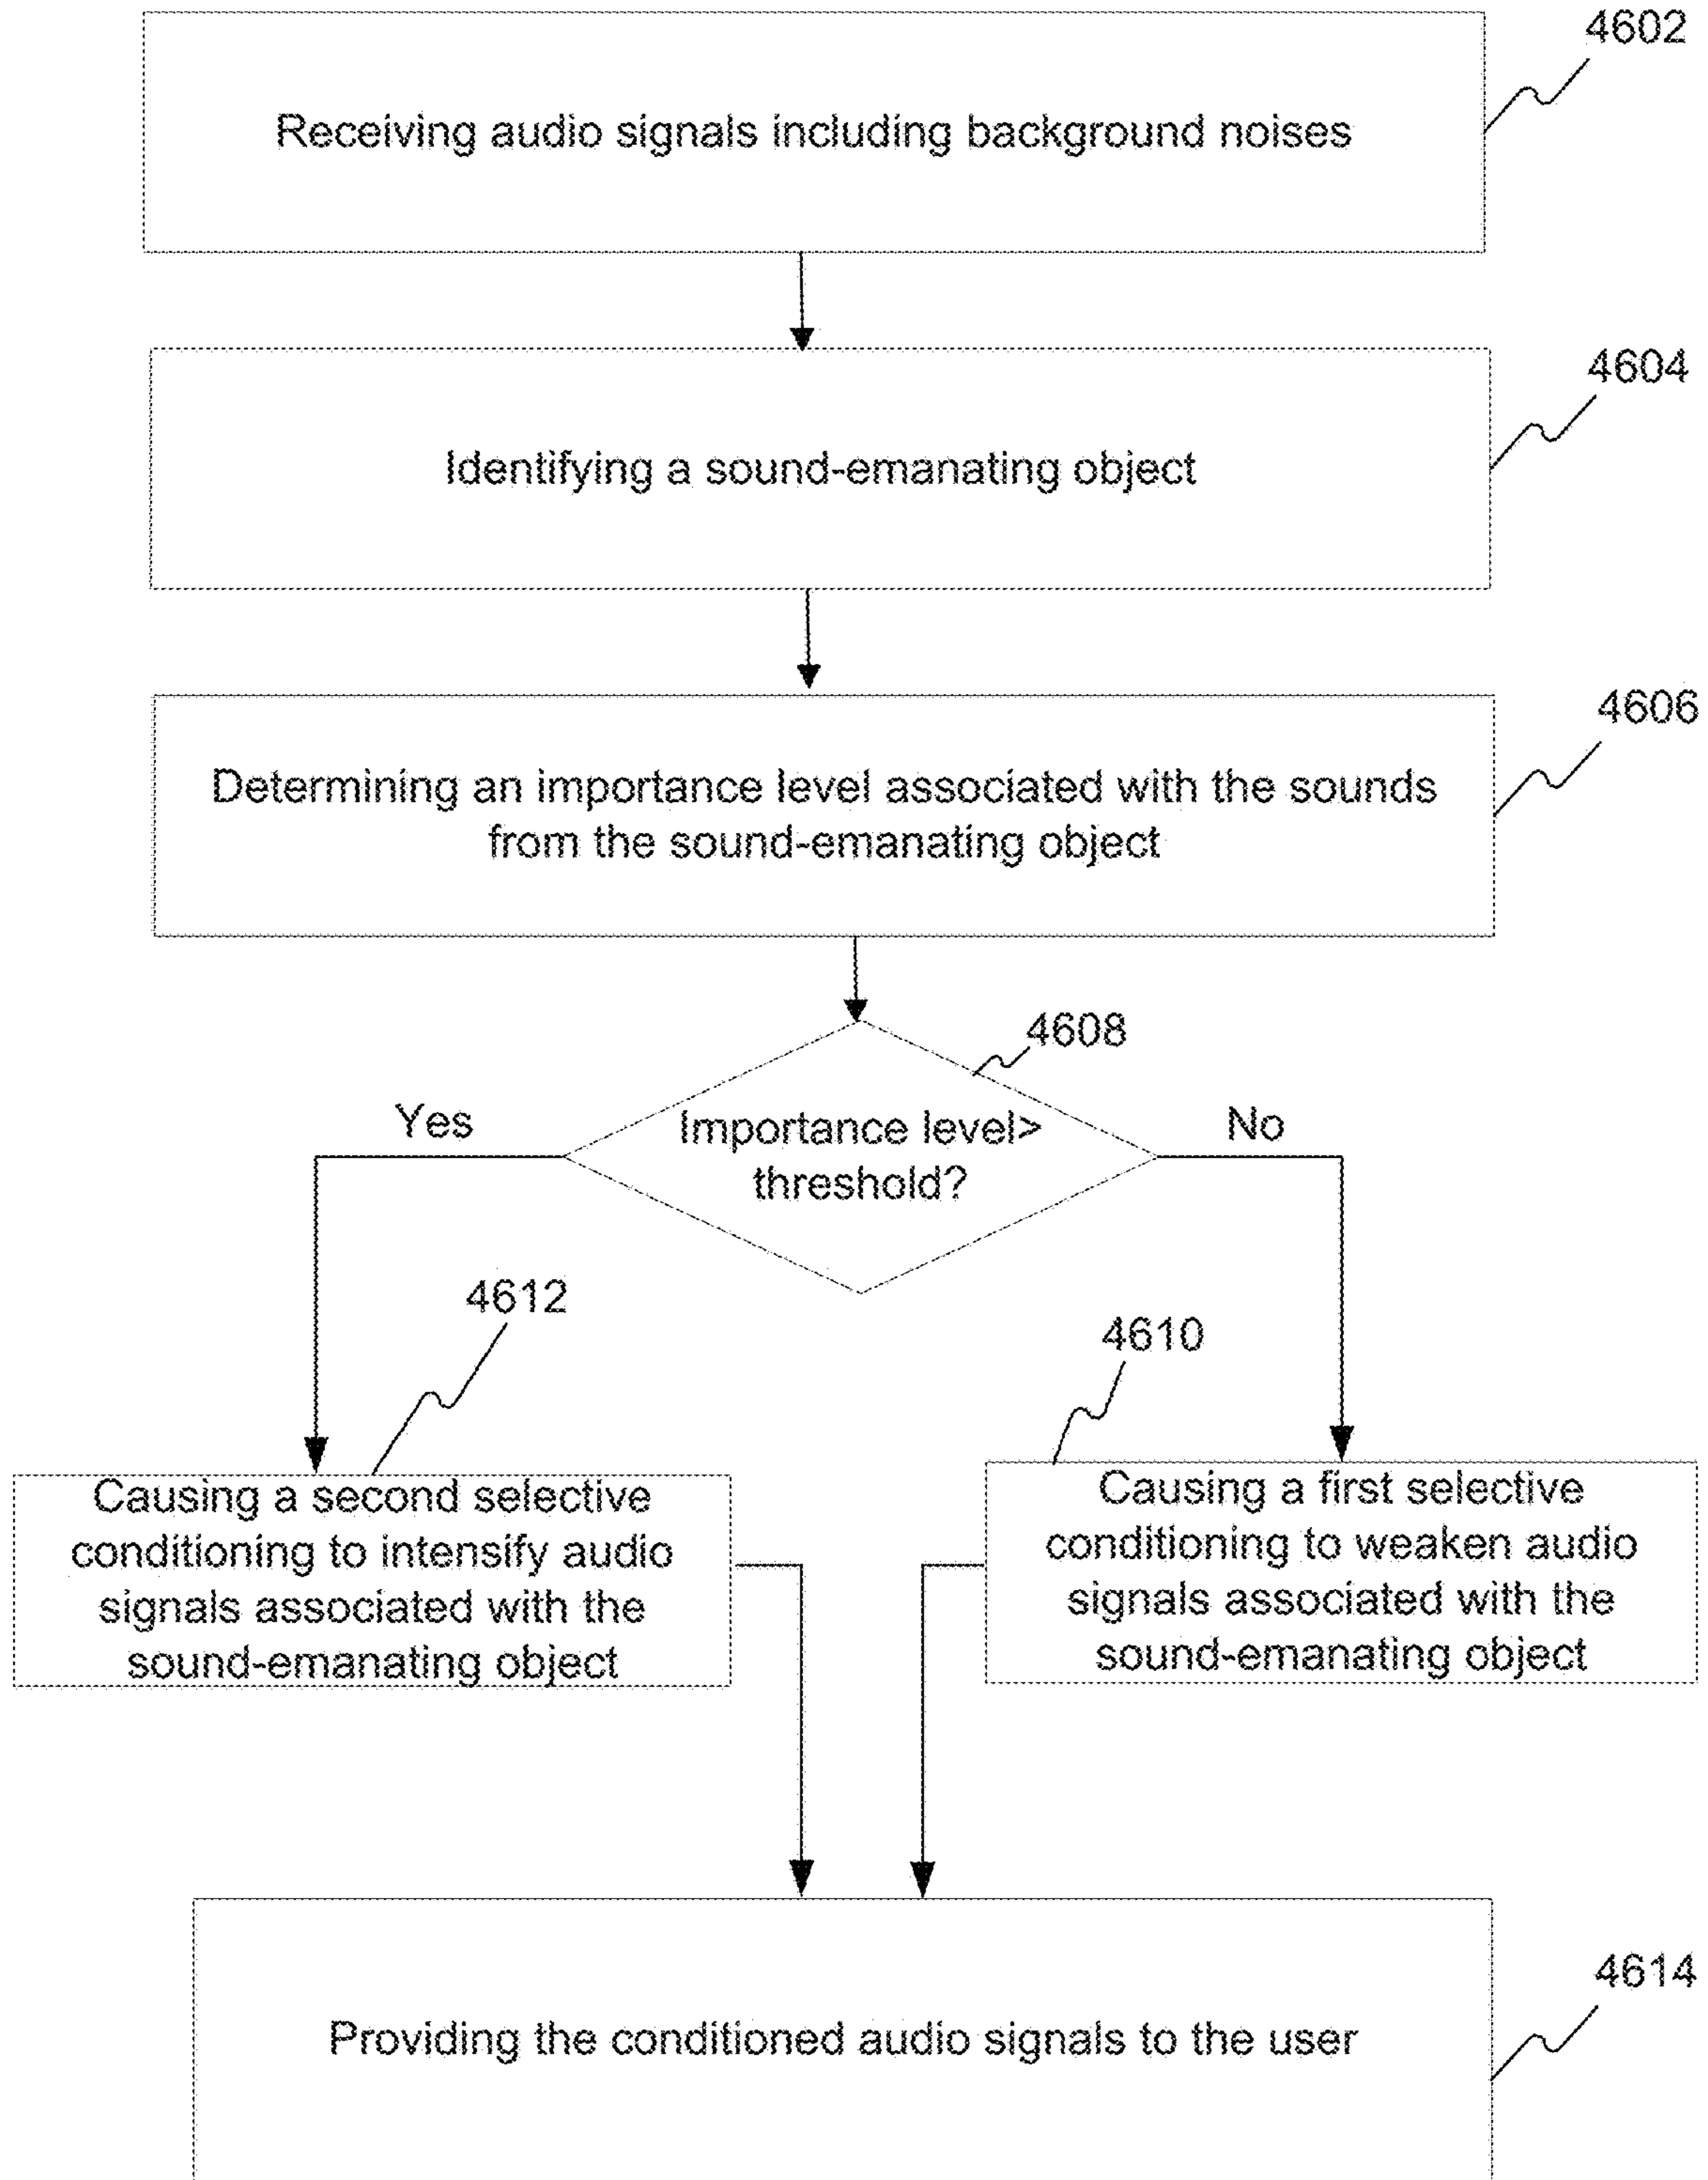 4602
Receiving audio signals including background noises
4604
Identifying a sound-emanating object
4606
Determining an importance level associated with the sounds
from the sound-emanating object
4608
Yes
Importance level>
threshold?
No
4612
4610
Causing a second selective
conditioning to intensify audio
signals associated with the
sound-emanating object
Causing a first selective
conditioning to weaken audio
signals associated with the
sound-emanating object
4614
Providing the conditioned audio signals to the user